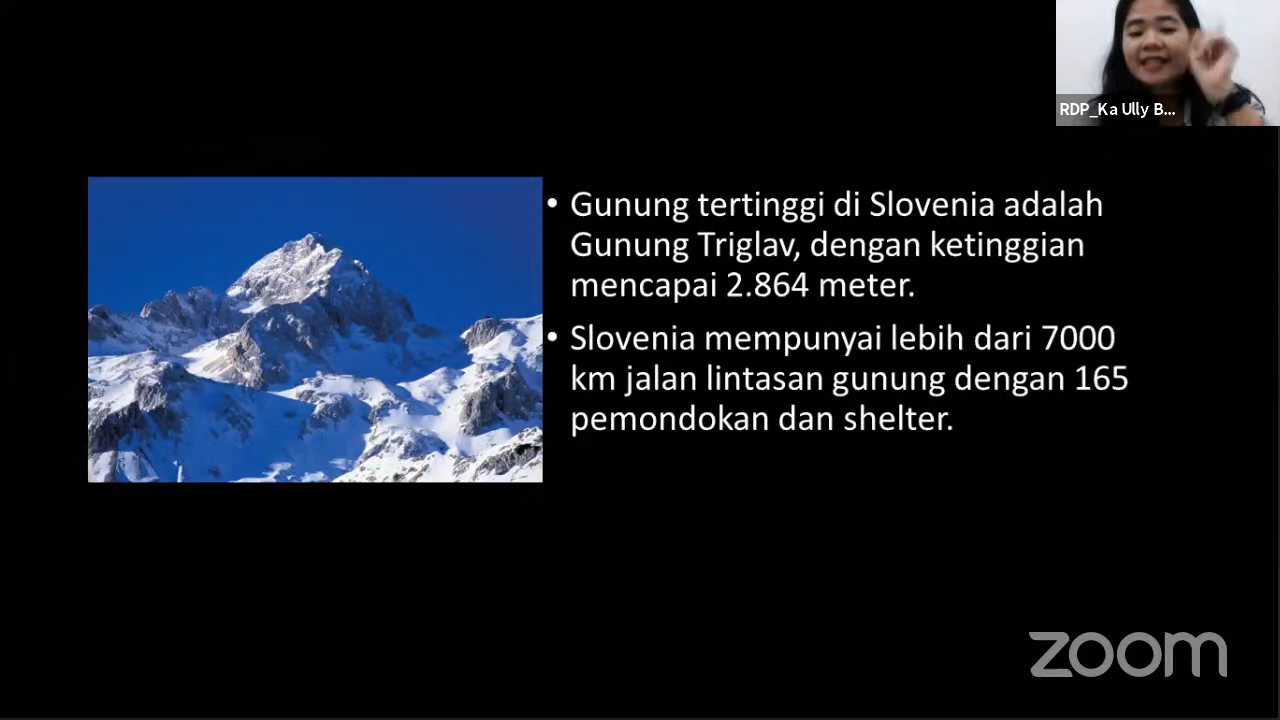 RDP_Ka Ully B...
• Gunung tertinggi di Slovenia adalah
Gunung Triglav, dengan ketinggian
mencapai 2.864 meter.
• Slovenia mempunyai lebih dari 7000
km jalan lintasan gunung dengan 165
pemondokan dan shelter.
zoom